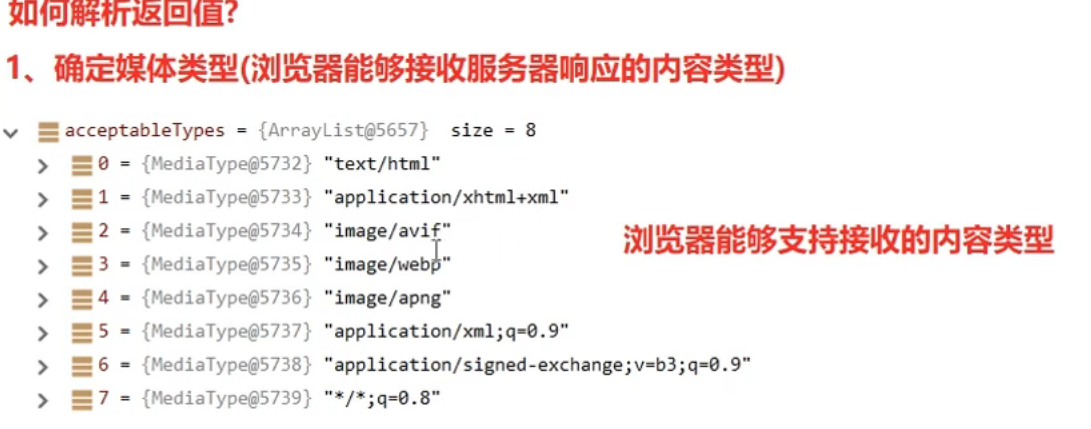 如何解析返回值?
1、确定媒体类型(浏览器能够接收服务器响应的内容类型)
acceptableTypes = {ArrayList@5657} size = 8
0 = {MediaType@5732} "text/html"
1 = {MediaType@5733} "application/xhtml+xml"
2 = {MediaType@5734} "image/avif"
浏览器能够支持接收的内容类型
3 = {MediaType@5735} "image/webp"
4 = {MediaType@5736} "image/apng"
5 = {MediaType@5737} "application/xml;q=0.9"
6 = {MediaType@5738} "application/signed-exchange;v=b3;q=0.9"
7 = {MediaType@5739} "*/*;q=0.8"